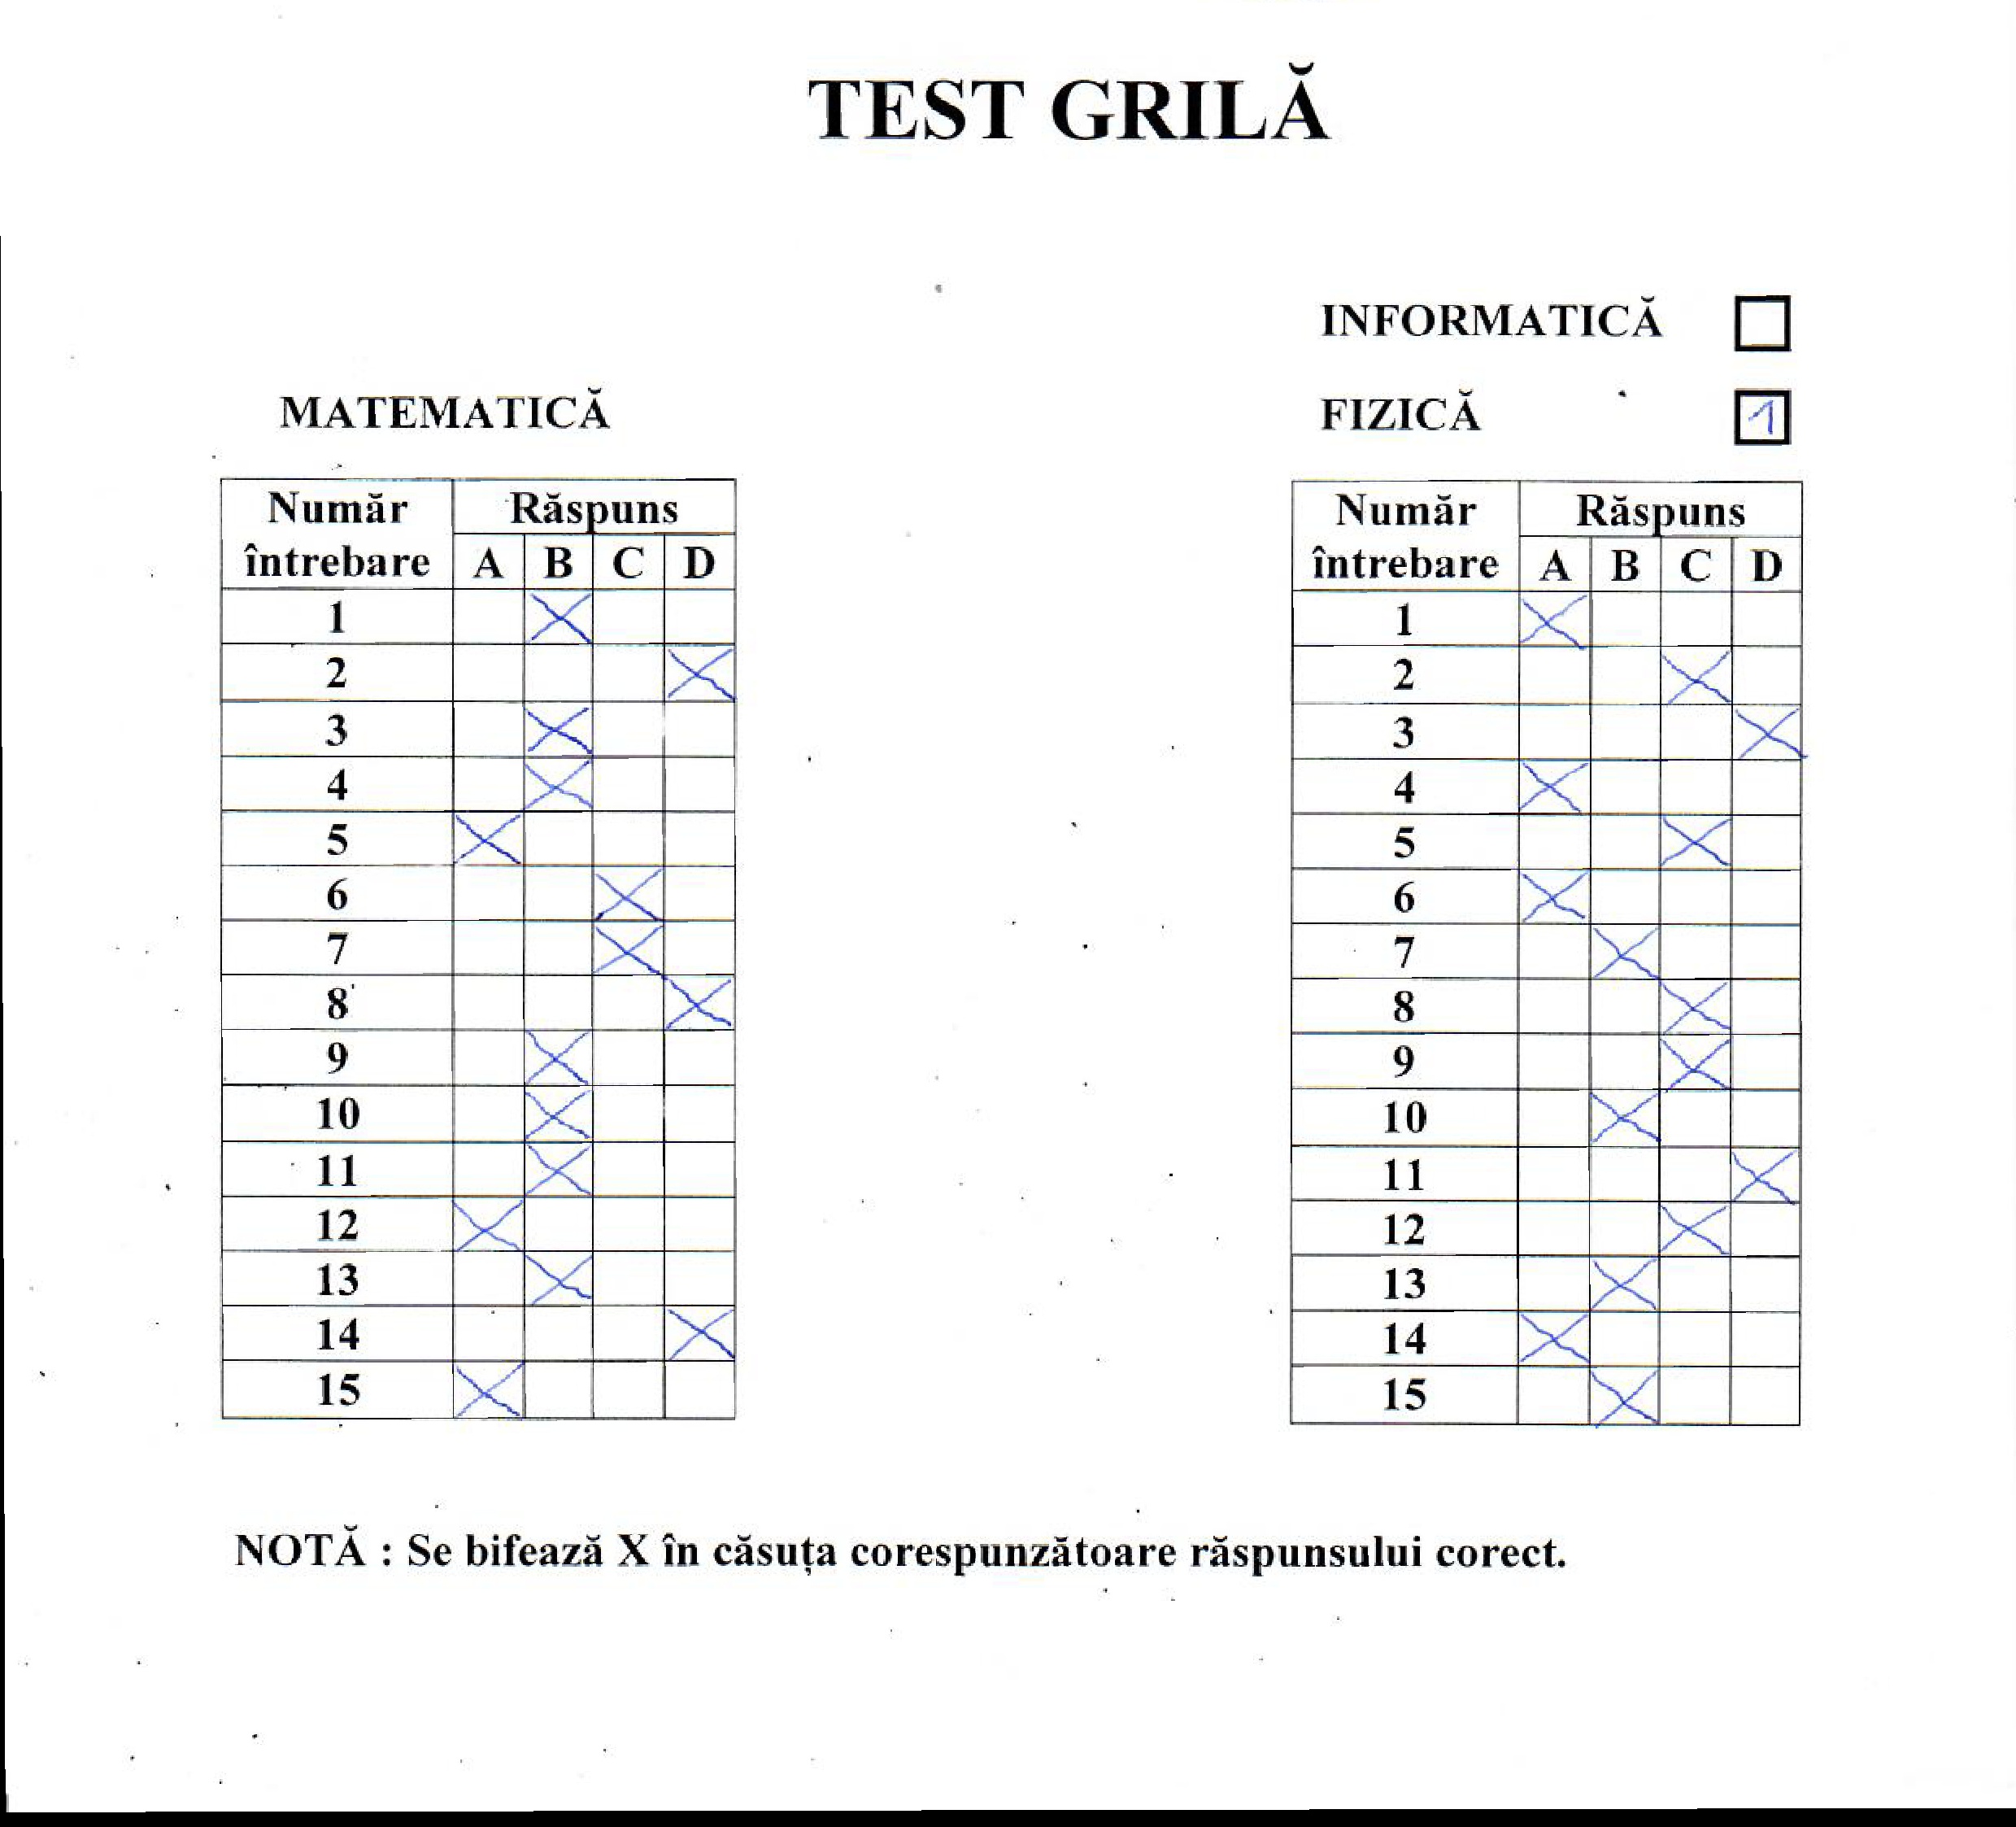 TEST GRILĂ
INFORMATICĂ
MATEMATICĂ
FIZICĂ 1
Număr întrebare Răspuns
A B C D
1 X
2 X
3 X
4 X
5 X
6 X
7 X
8 X
9 X
10 X
11 X
12 X
13 X
14 X
15 X
Număr întrebare Răspuns
A B C D
1 X
2 X
3 X
4 X
5 X
6 X
7 X
8 X
9 X
10 X
11 X
12 X
13 X
14 X
15 X
NOTĂ : Se bifează X în căsuța corespunzătoare răspunsului corect.